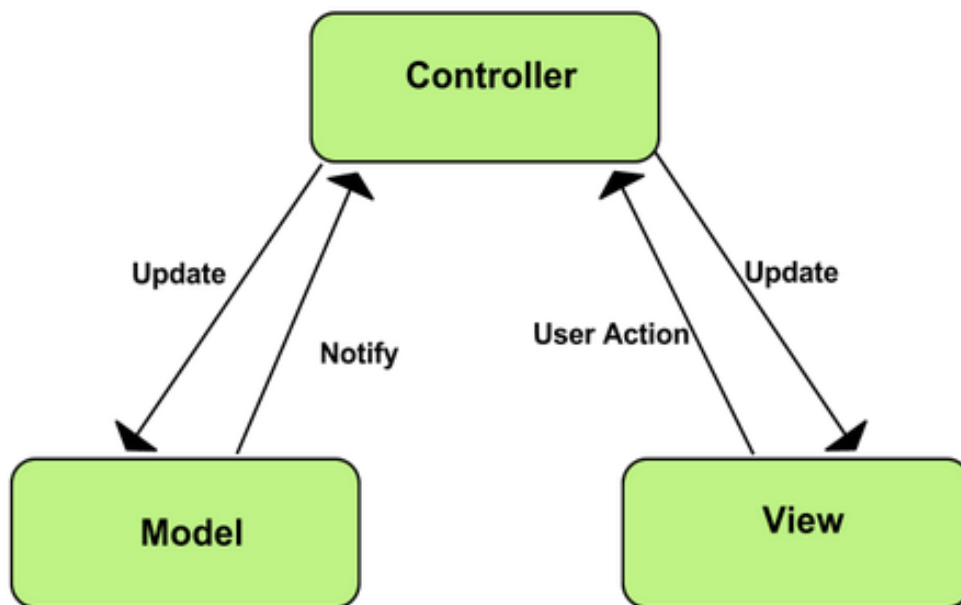 Controller
Update
Update
User Action
Notify
Model
View